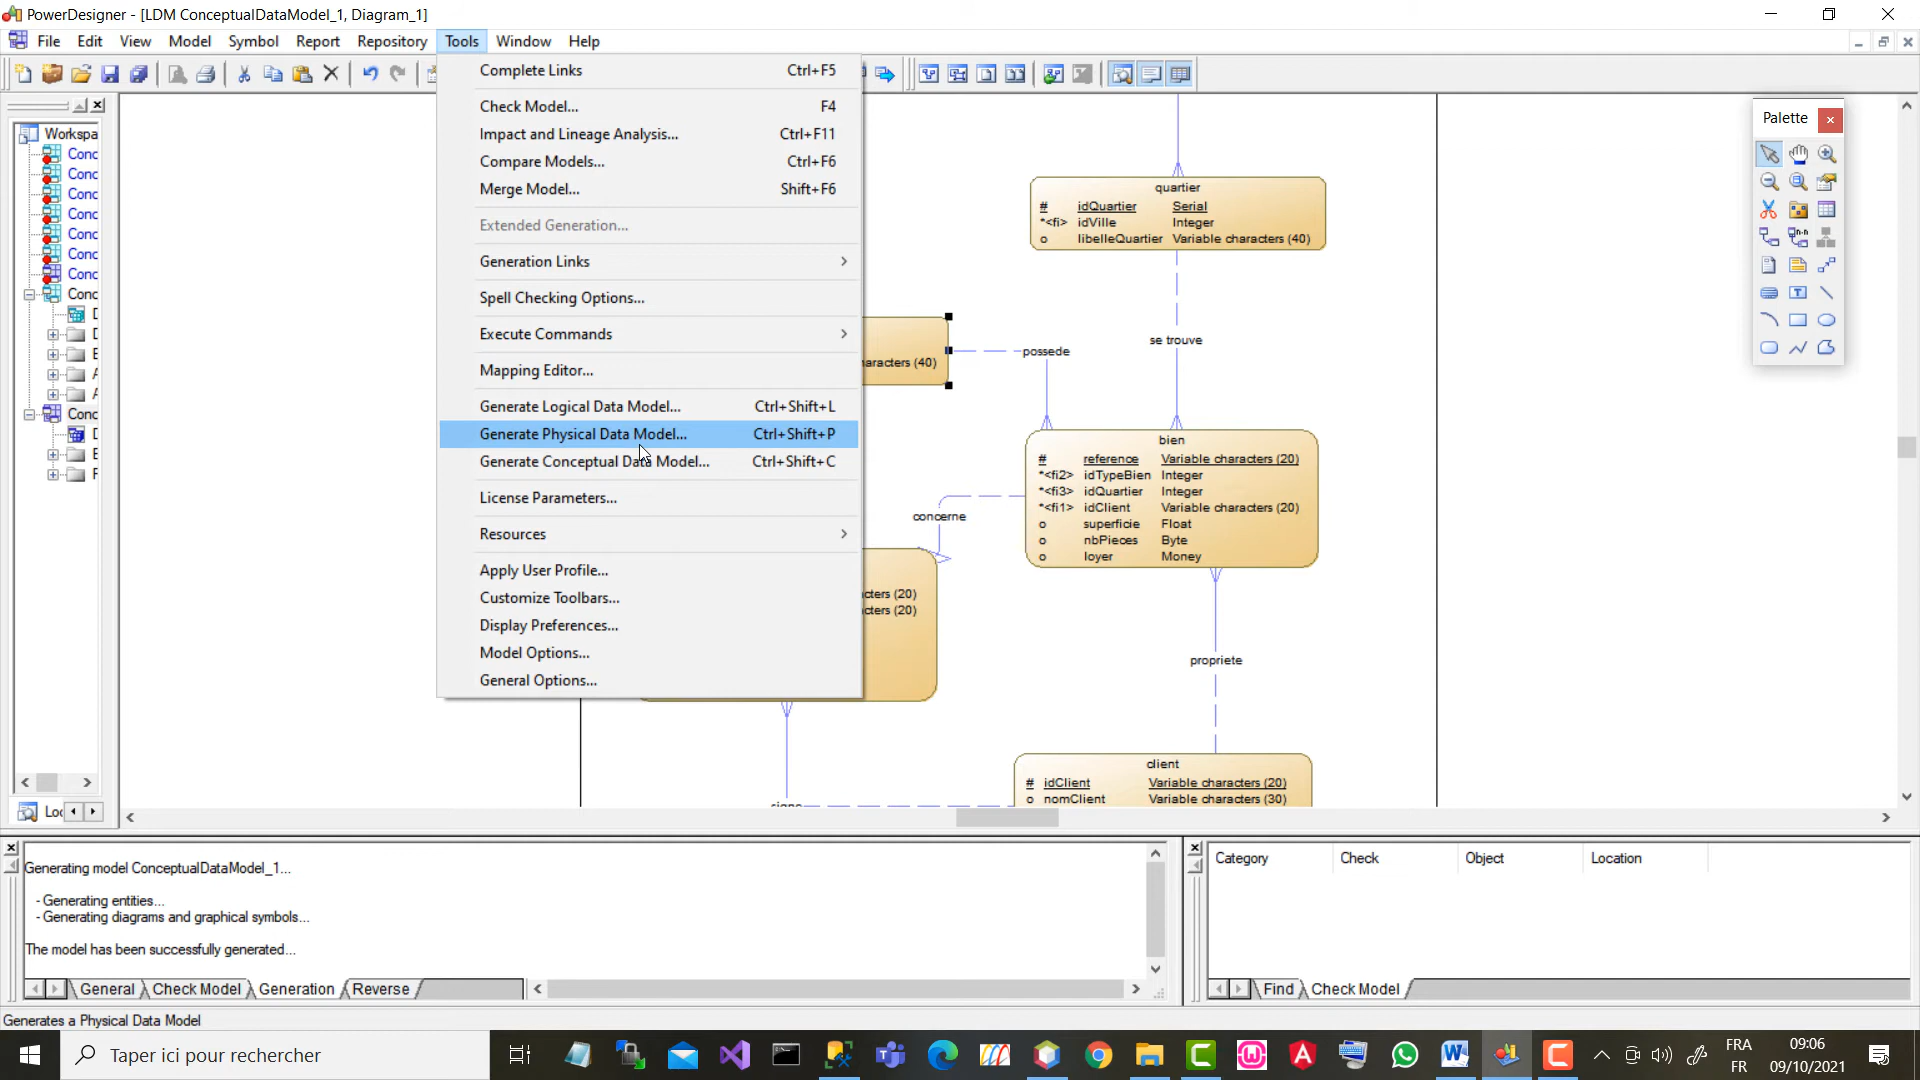 PowerDesigner - [LDM ConceptualDataModel_1, Diagram_1]
File Edit View Model Symbol Report Repository Tools Window Help
Complete Links Ctrl+F5
Check Model... F4
Impact and Lineage Analysis... Ctrl+F11
Compare Models... Ctrl+F6
Merge Model... Shift+F6
Extended Generation...
Generation Links
Spell Checking Options...
Execute Commands
Mapping Editor...
Generate Logical Data Model... Ctrl+Shift+L
Generate Physical Data Model... Ctrl+Shift+P
Generate Conceptual Data Model... Ctrl+Shift+C
License Parameters...
Resources
Apply User Profile...
Customize Toolbars...
Display Preferences...
Model Options...
General Options...
Workspa
Conc
Conc
Conc
Conc
Conc
Conc
Conc
Conc
Conc
Palette
quartier
# idQuartier Serial
*<fi> idVille Integer
o libelleQuartier Variable characters (40)
se trouve
possede
aracters (40)
bien
# reference Variable characters (20)
*<fi2> idTypeBien Integer
*<fi3> idQuartier Integer
*<fi1> idClient Variable characters (20)
o superficie Float
o nbPieces Byte
o loyer Money
concerne
cters (20)
cters (20)
propriete
client
# idClient Variable characters (20)
o nomClient Variable characters (30)
Generating model ConceptualDataModel_1...
- Generating entities...
- Generating diagrams and graphical symbols...
The model has been successfully generated...
General Check Model Generation Reverse
Category Check Object Location
Find Check Model
Generates a Physical Data Model
Taper ici pour rechercher
FRA
FR
09:06
09/10/2021